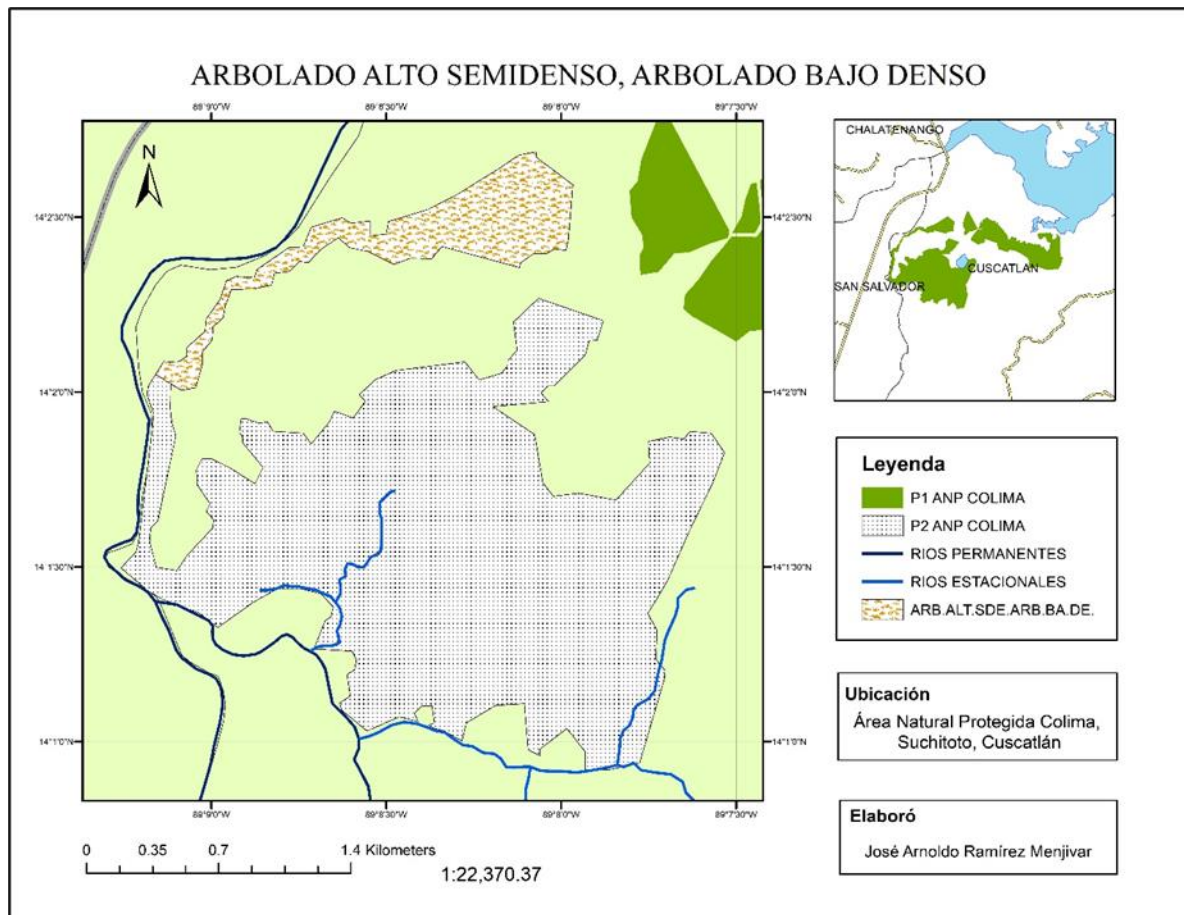 ARBOLADO ALTO SEMIDENSO, ARBOLADO BAJO DENSO
89°9'0"W 89°8'30"W 89°8'0"W 89°7'30"W
N
14°2'30"N 14°2'30"N
14°2'0"N 14°2'0"N
14°1'30"N 14°1'30"N
14°1'0"N 14°1'0"N
89°9'0"W 89°8'30"W 89°8'0"W 89°7'30"W
0 0.35 0.7 1.4 Kilometers
1:22,370.37
CHALATENANGO
CUSCATLAN
SAN SALVADOR
Leyenda
P1 ANP COLIMA
P2 ANP COLIMA
RIOS PERMANENTES
RIOS ESTACIONALES
ARB.ALT.SDE.ARB.BA.DE.
Ubicación
Área Natural Protegida Colima,
Suchitoto, Cuscatlán
Elaboró
José Arnoldo Ramírez Menjivar